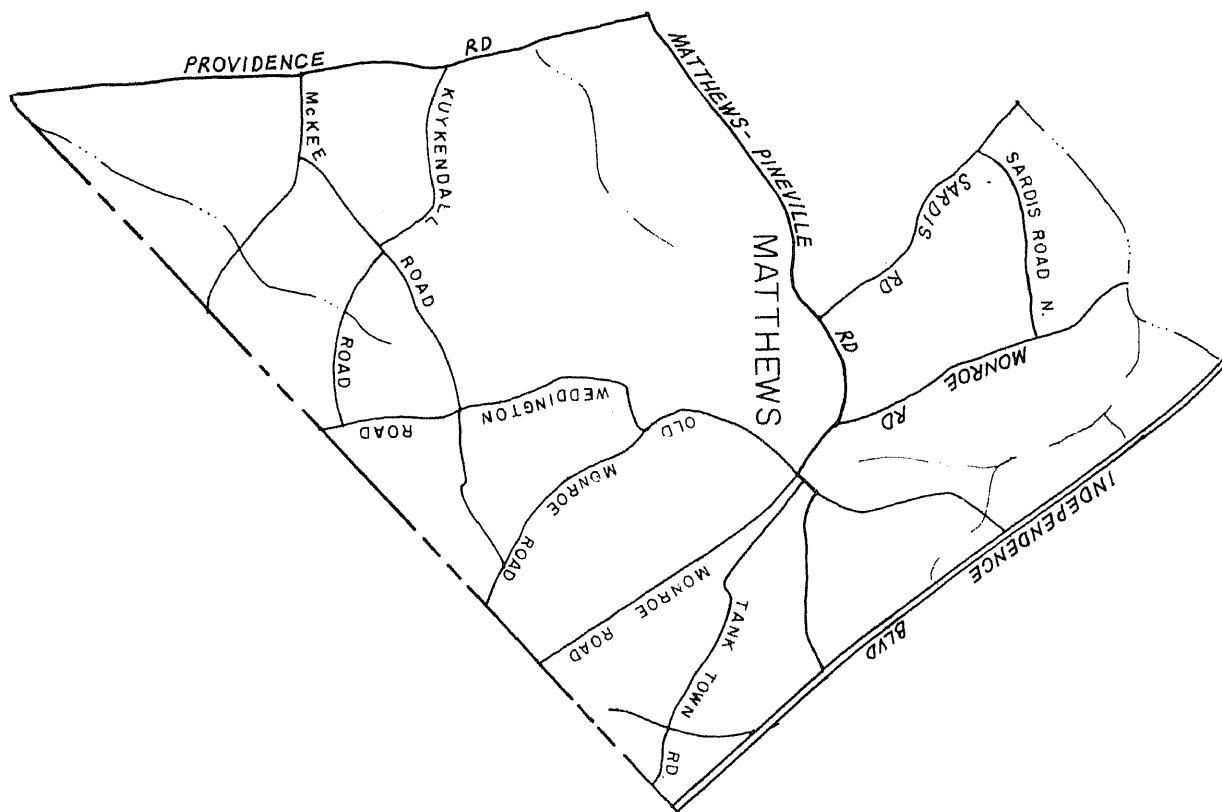 PROVIDENCE RD
MATTHEWS-PINEVILLE RD
McKEE ROAD
KUYKENDALL ROAD
SARDIS RD
SARDIS ROAD N.
MATTHEWS
MONROE RD
WEDDINGTON ROAD
OLD MONROE ROAD
MONROE ROAD
TANK TOWN RD.
INDEPENDENCE BLVD